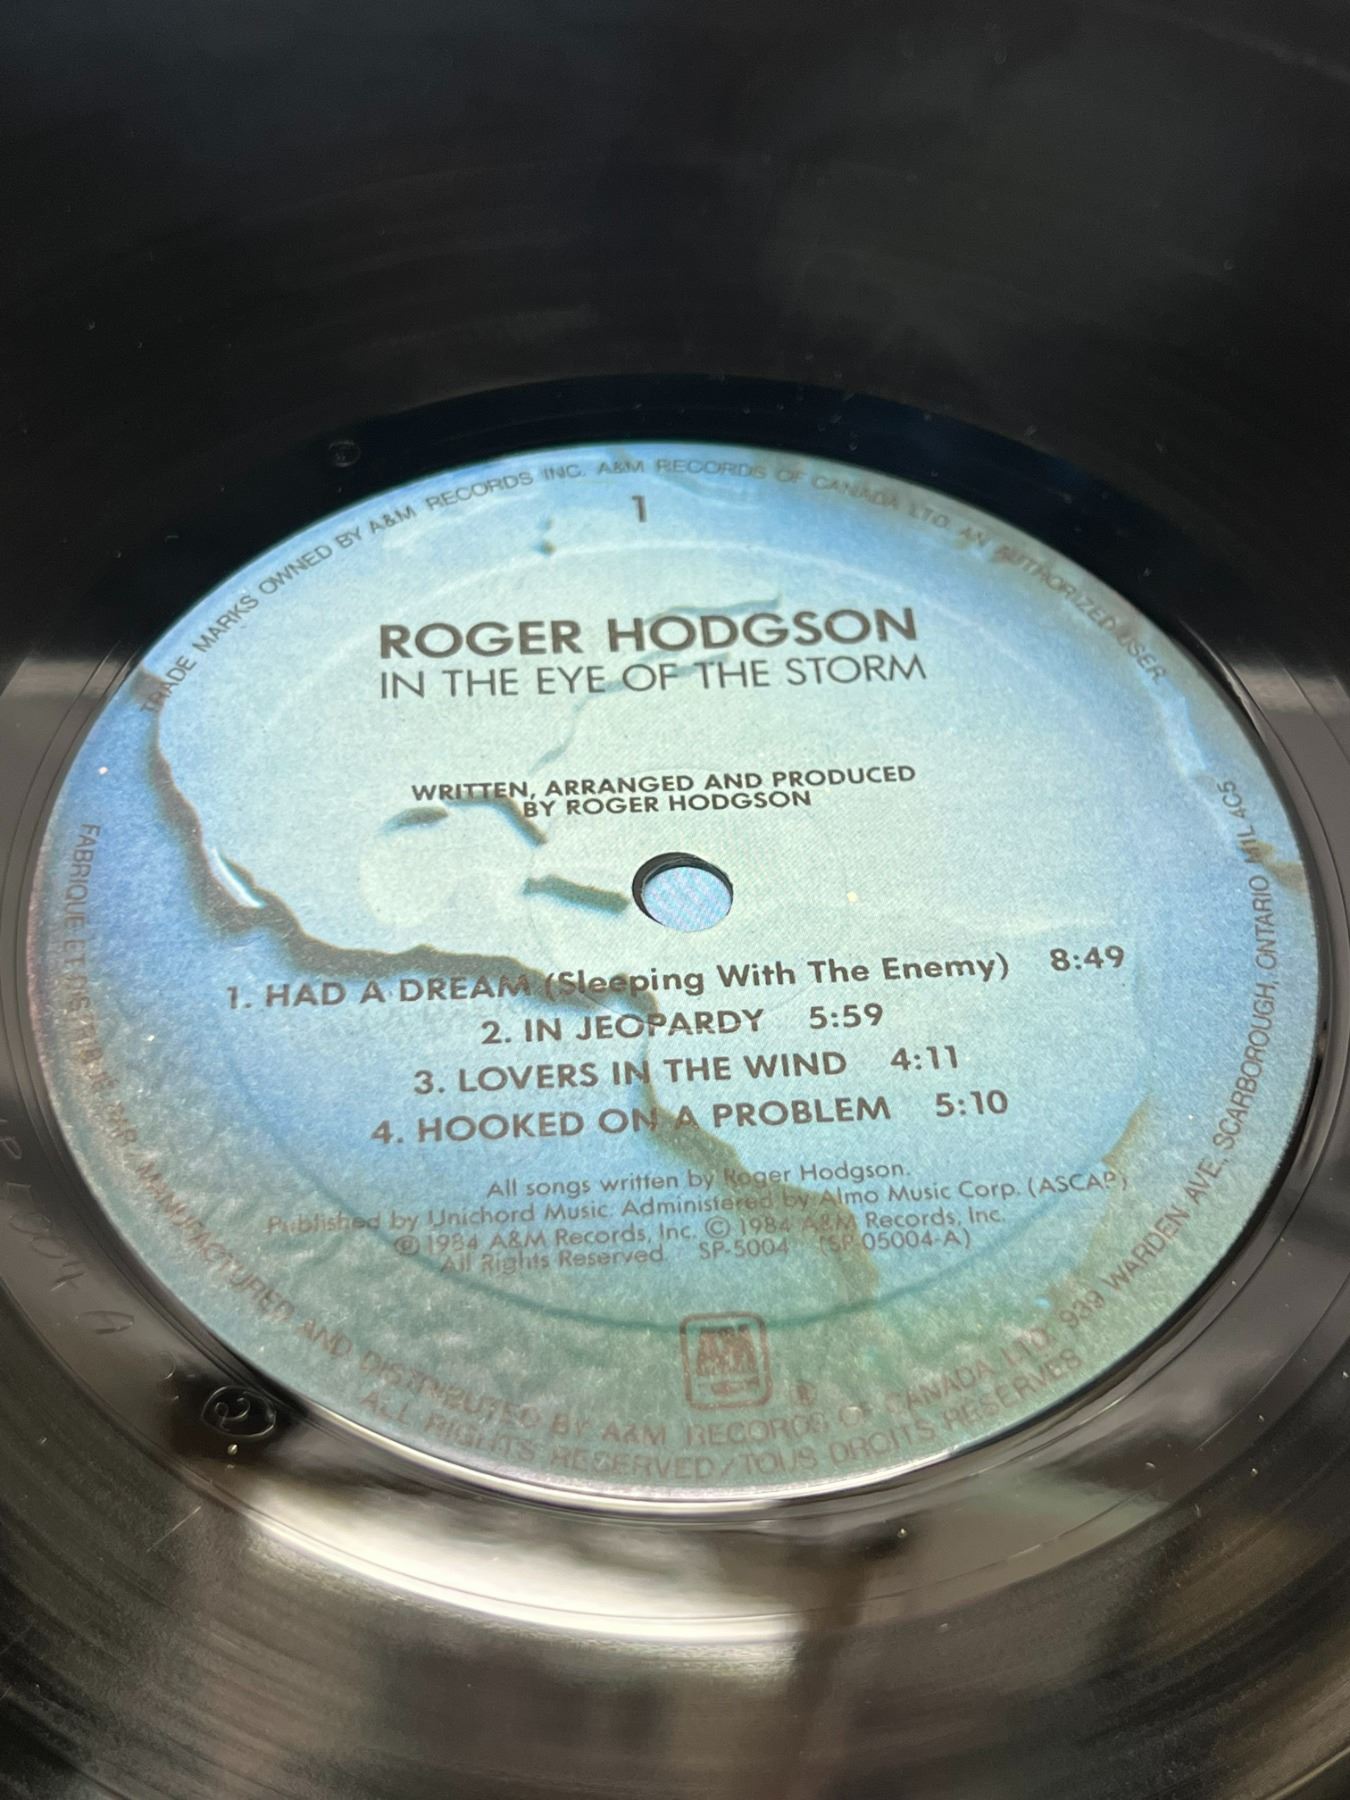 TRADE MARKS OWNED BY A&M RECORDS INC. A&M RECORDS OF CANADA LTD. AN AUTHORIZED USER.
1
ROGER HODGSON
IN THE EYE OF THE STORM
WRITTEN, ARRANGED AND PRODUCED
BY ROGER HODGSON
1. HAD A DREAM (Sleeping With The Enemy) 8:49
2. IN JEOPARDY 5:59
3. LOVERS IN THE WIND 4:11
4. HOOKED ON A PROBLEM 5:10
All songs written by Roger Hodgson.
Published by Unichord Music. Administered by Almo Music Corp. (ASCAP)
℗ 1984 A&M Records, Inc. © 1984 A&M Records, Inc.
All Rights Reserved. SP-5004 (SP 05004-A)
A&M
®
FABRIQUÉ ET DISTRIBUÉ PAR, MANUFACTURED AND DISTRIBUTED BY A&M RECORDS OF CANADA LTD. 939 WARDEN AVE., SCARBOROUGH, ONTARIO M1L 4C5
ALL RIGHTS RESERVED/TOUS DROITS RÉSERVÉS